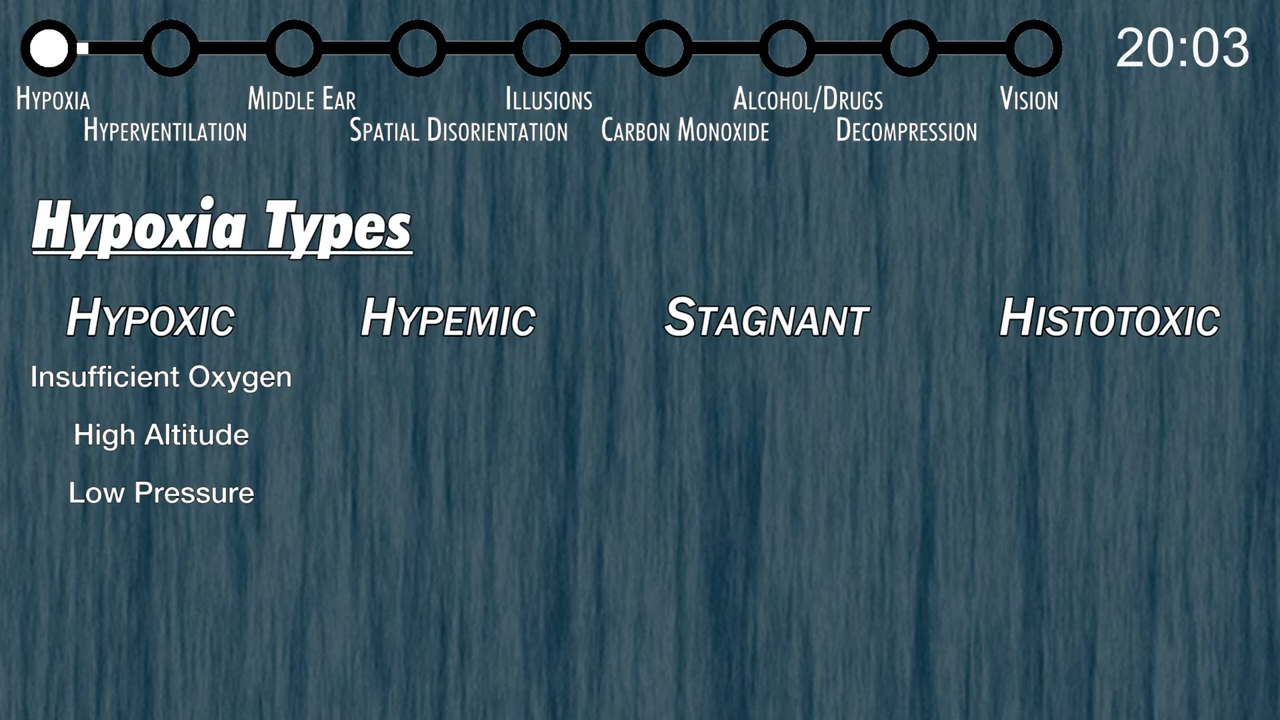 20:03
Hypoxia
Middle Ear
Illusions
Alcohol/Drugs
Vision
Hyperventilation
Spatial Disorientation
Carbon Monoxide
Decompression
Hypoxia Types
Hypoxic
Hypemic
Stagnant
Histotoxic
Insufficient Oxygen
High Altitude
Low Pressure